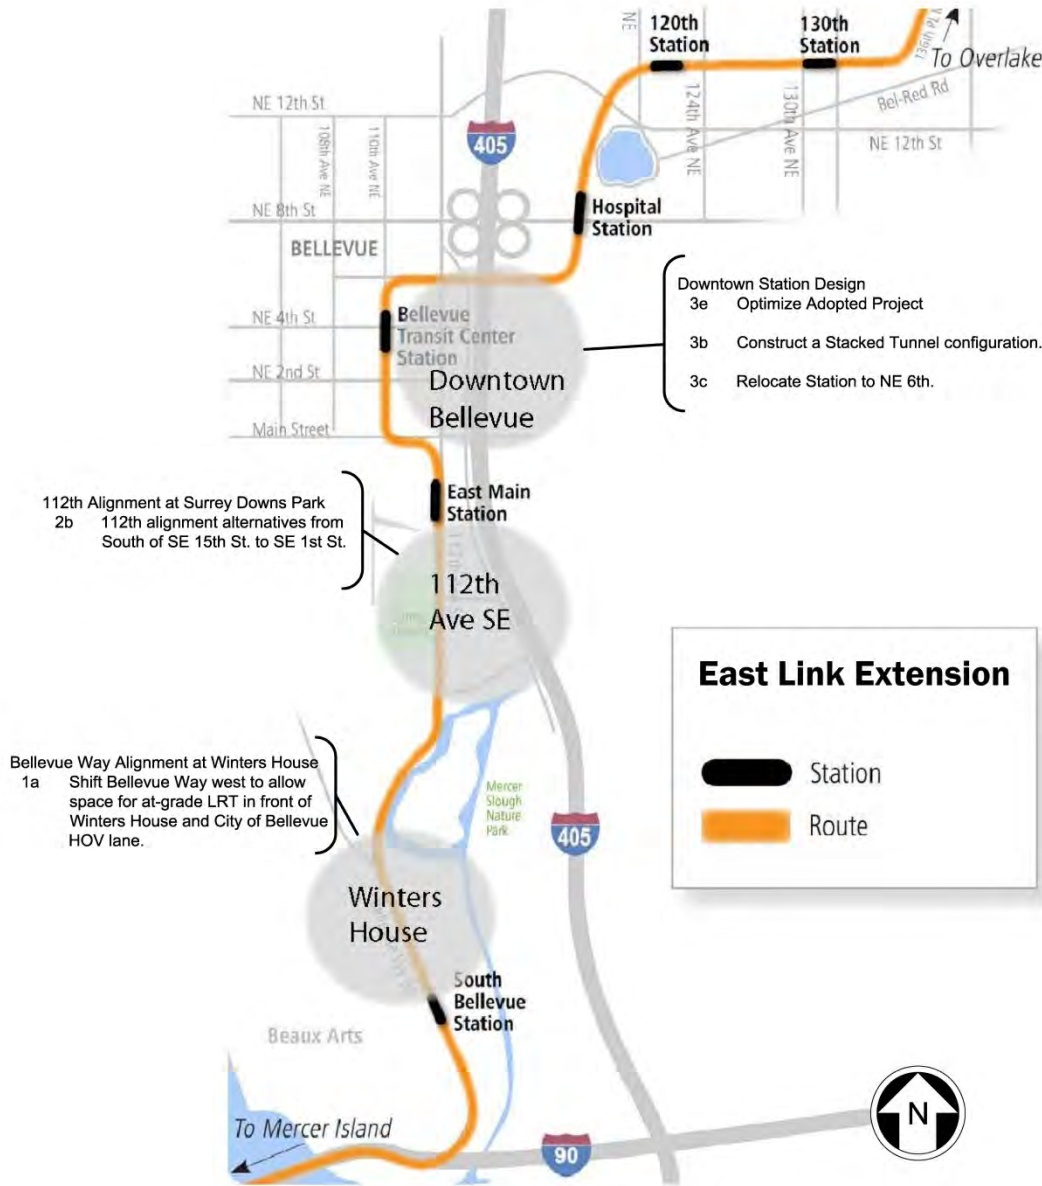 NE
120th
Station
130th
Station
136th PL
To Overlake
Bel-Red Rd
NE 12th St
NE 12th St
124th Ave NE
130th Ave NE
108th Ave NE
110th Ave NE
405
Hospital
Station
NE 8th St
BELLEVUE
Downtown Station Design
3e Optimize Adopted Project
3b Construct a Stacked Tunnel configuration.
3c Relocate Station to NE 6th.
NE 4th St
Bellevue
Transit Center
Station
NE 2nd St
Downtown
Bellevue
Main Street
East Main
Station
112th Alignment at Surrey Downs Park
2b 112th alignment alternatives from
South of SE 15th St. to SE 1st St.
112th
Ave SE
East Link Extension
Station
Route
Bellevue Way Alignment at Winters House
1a Shift Bellevue Way west to allow
space for at-grade LRT in front of
Winters House and City of Bellevue
HOV lane.
Mercer
Slough
Nature
Park
405
Winters
House
South
Bellevue
Station
Beaux Arts
To Mercer Island
90
N